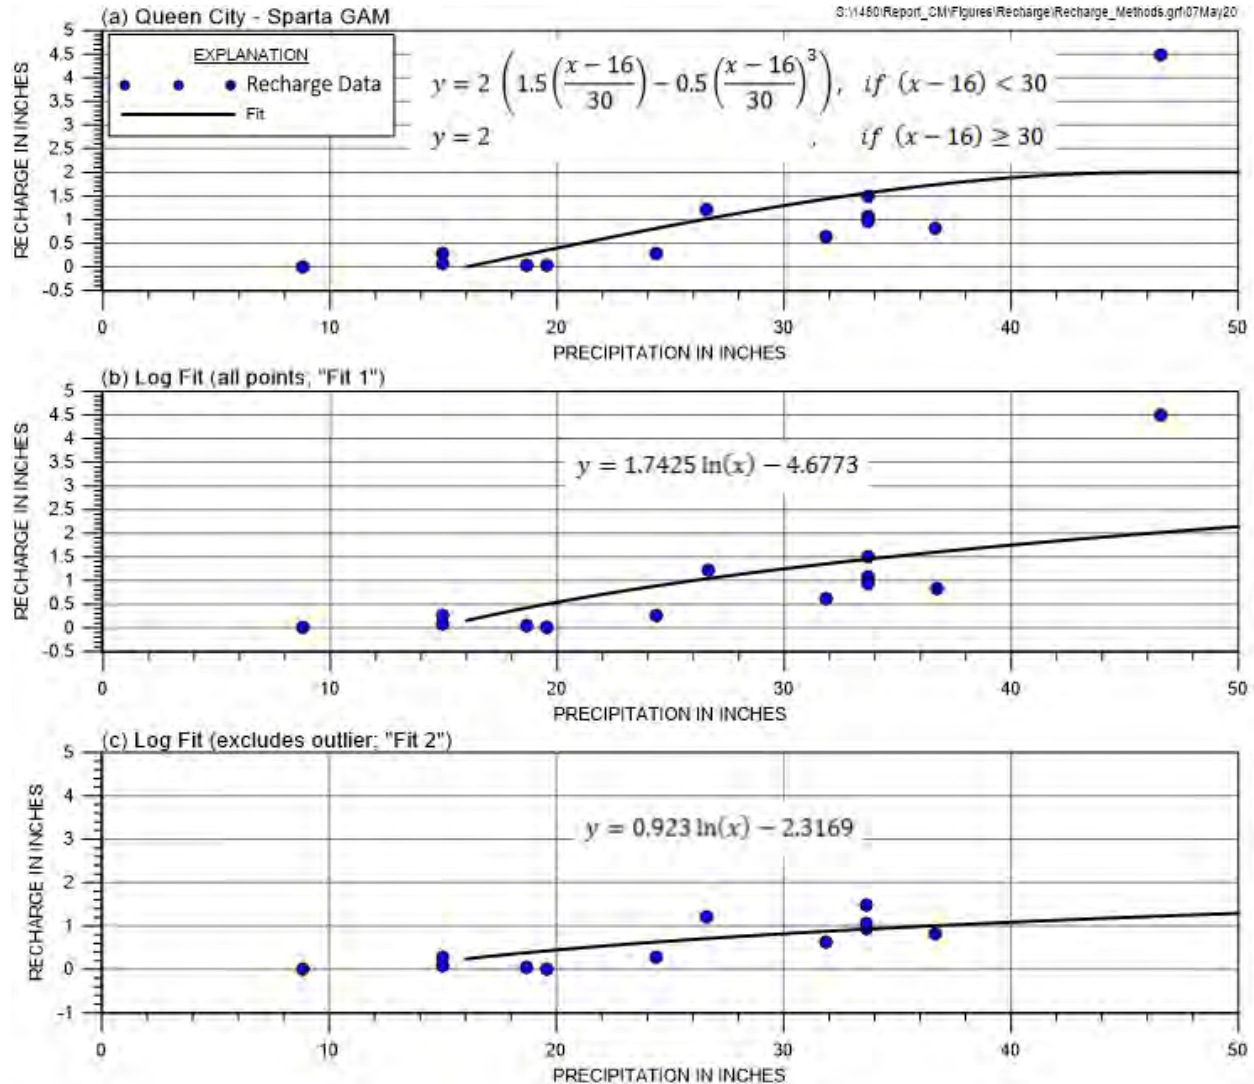 S:\1460\Report_CM\Figures\Recharge\Recharge_Methods.grf\07May20
(a) Queen City - Sparta GAM
EXPLANATION
Recharge Data
Fit
y = 2 (1.5 ((x − 16)/30) − 0.5 ((x − 16)/30)³), if (x − 16) < 30
y = 2 , if (x − 16) ≥ 30
RECHARGE IN INCHES
5
4.5
4
3.5
3
2.5
2
1.5
1
0.5
0
-0.5
0 10 20 30 40 50
PRECIPITATION IN INCHES
(b) Log Fit (all points; "Fit 1")
y = 1.7425 ln(x) − 4.6773
RECHARGE IN INCHES
5
4.5
4
3.5
3
2.5
2
1.5
1
0.5
0
-0.5
0 10 20 30 40 50
PRECIPITATION IN INCHES
(c) Log Fit (excludes outlier; "Fit 2")
y = 0.923 ln(x) − 2.3169
RECHARGE IN INCHES
5
4
3
2
1
0
-1
0 10 20 30 40 50
PRECIPITATION IN INCHES